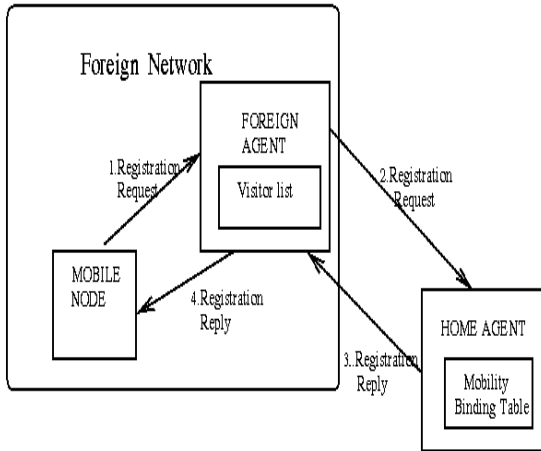 Foreign Network
FOREIGN
AGENT
Visitor list
1.Registration
Request
2.Registration
Request
MOBILE
NODE
4.Registration
Reply
3..Registration
Reply
HOME AGENT
Mobility
Binding Table